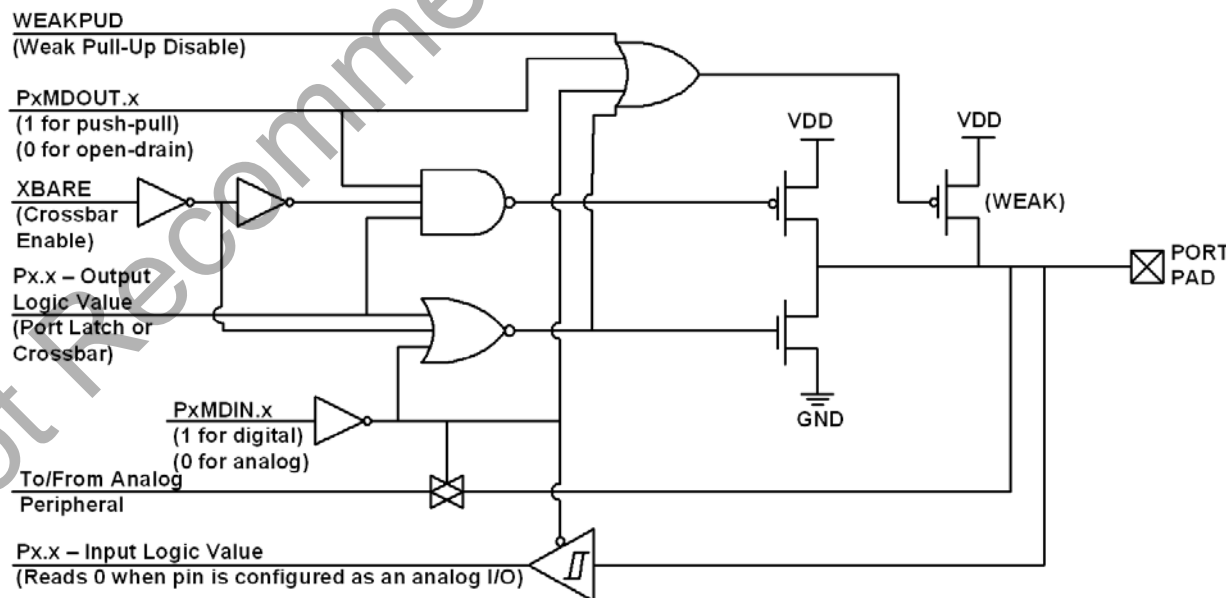 WEAKPUD
(Weak Pull-Up Disable)
PxMDOUT.x
(1 for push-pull)
(0 for open-drain)
XBARE
(Crossbar
Enable)
Px.x – Output
Logic Value
(Port Latch or
Crossbar)
PxMDIN.x
(1 for digital)
(0 for analog)
To/From Analog
Peripheral
Px.x – Input Logic Value
(Reads 0 when pin is configured as an analog I/O)
VDD
VDD
(WEAK)
PORT
PAD
GND
Not Recomme